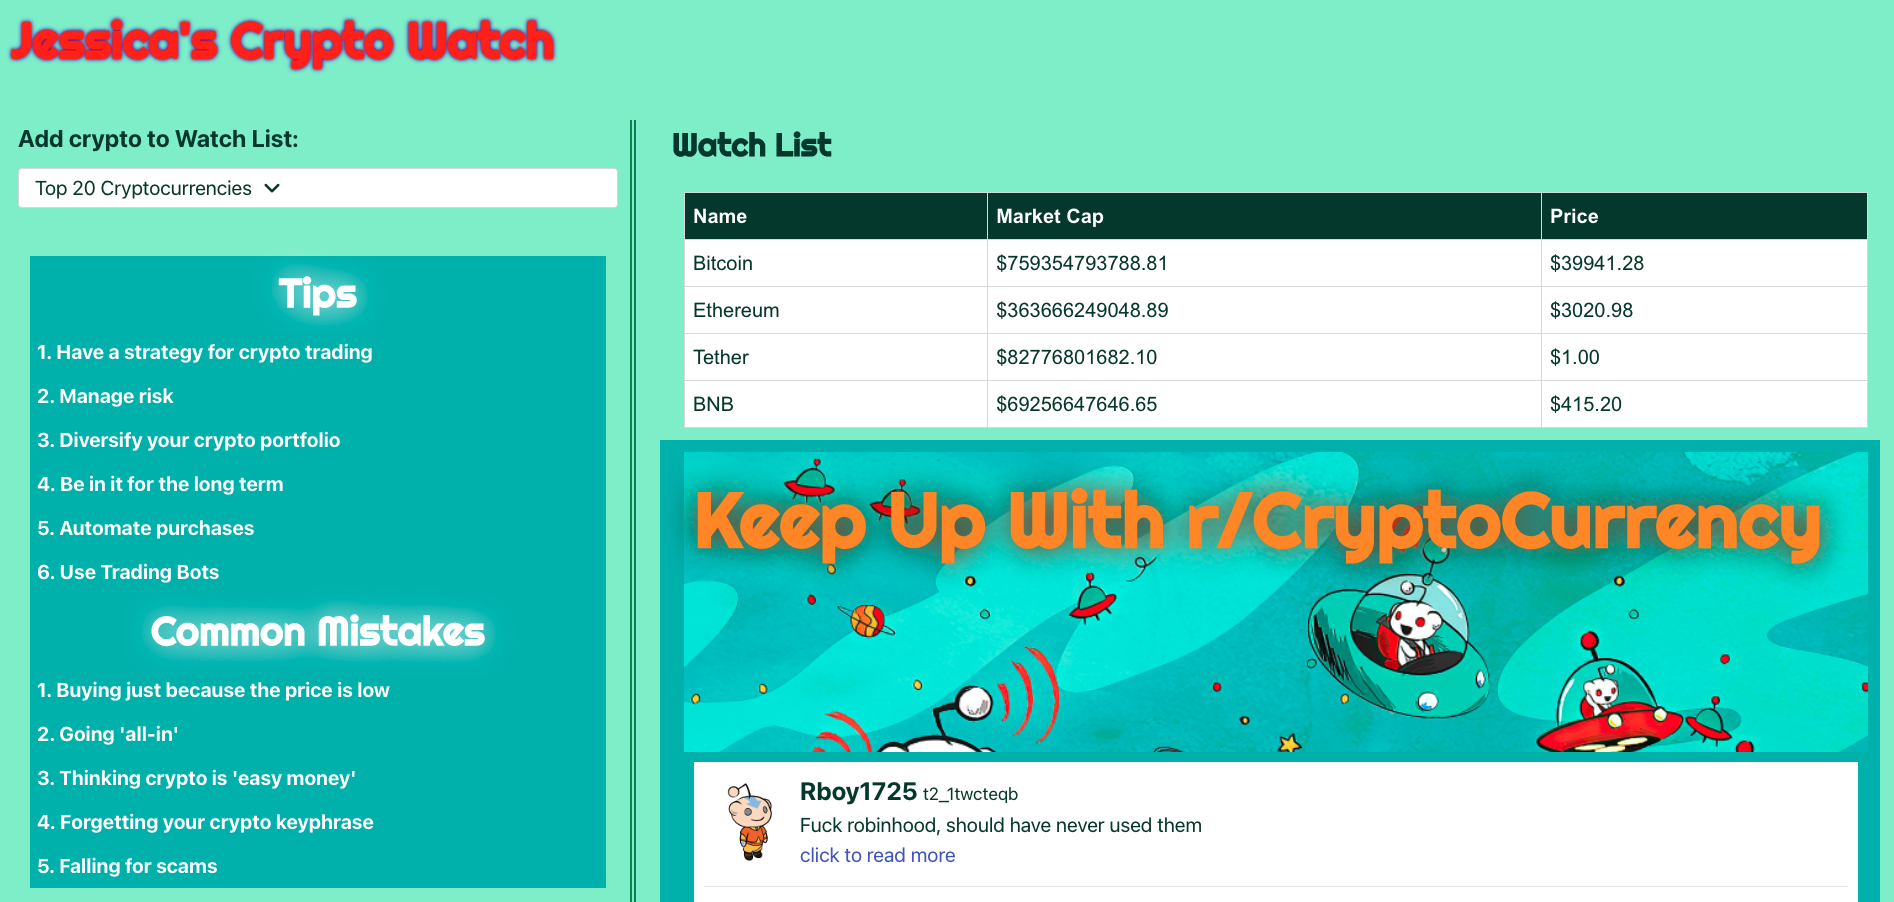 Jessica's Crypto Watch
Add crypto to Watch List:
Top 20 Cryptocurrencies
Tips
1. Have a strategy for crypto trading
2. Manage risk
3. Diversify your crypto portfolio
4. Be in it for the long term
5. Automate purchases
6. Use Trading Bots
Common Mistakes
1. Buying just because the price is low
2. Going 'all-in'
3. Thinking crypto is 'easy money'
4. Forgetting your crypto keyphrase
5. Falling for scams
Watch List
Name Market Cap Price
Bitcoin $759354793788.81 $39941.28
Ethereum $363666249048.89 $3020.98
Tether $82776801682.10 $1.00
BNB $69256647646.65 $415.20
Keep Up With r/CryptoCurrency
Rboy1725 t2_1twcteqb
Fuck robinhood, should have never used them
click to read more